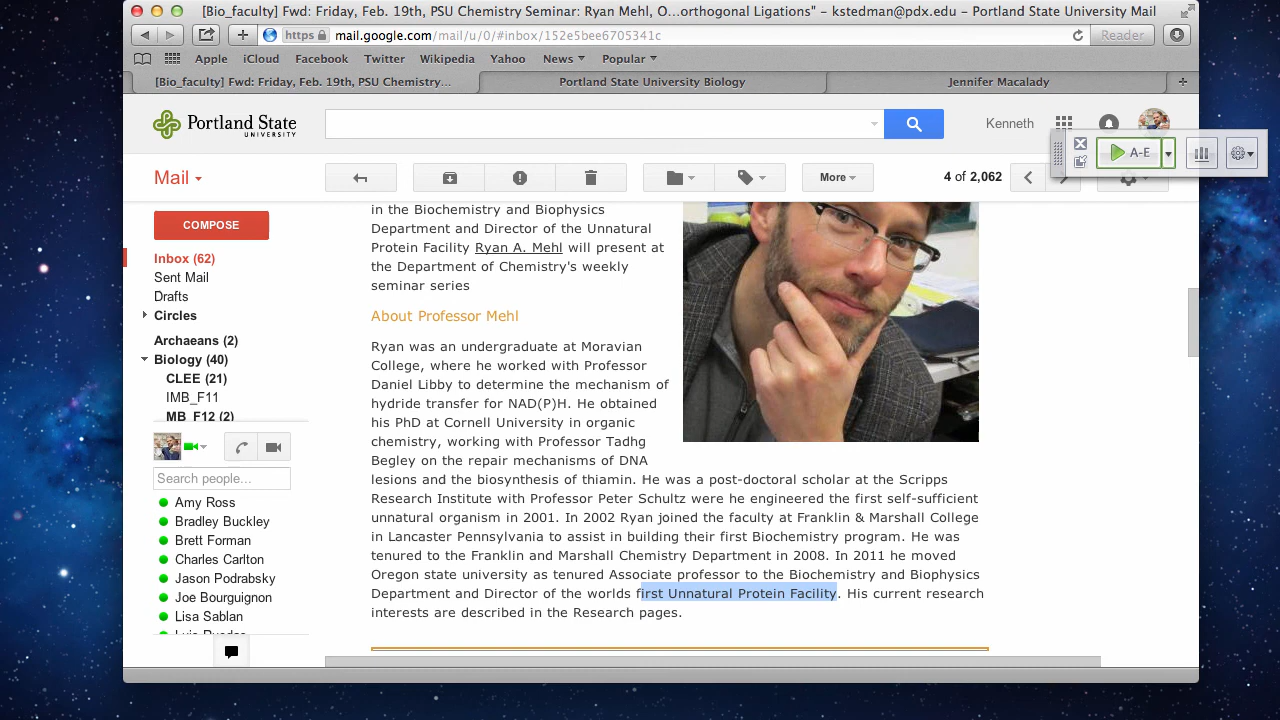 [Bio_faculty] Fwd: Friday, Feb. 19th, PSU Chemistry Seminar: Ryan Mehl, O...orthogonal Ligations" – kstedman@pdx.edu – Portland State University Mail
https mail.google.com/mail/u/0/#inbox/152e5bee6705341c
Reader
Apple iCloud Facebook Twitter Wikipedia Yahoo News Popular
[Bio_faculty] Fwd: Friday, Feb. 19th, PSU Chemistry... Portland State University Biology Jennifer Macalady
Portland State
UNIVERSITY
Kenneth
A-E
Mail
More
4 of 2,062
COMPOSE
Inbox (62)
Sent Mail
Drafts
Circles
Archaeans (2)
Biology (40)
CLEE (21)
IMB_F11
MB_F12 (2)
Search people...
Amy Ross
Bradley Buckley
Brett Forman
Charles Carlton
Jason Podrabsky
Joe Bourguignon
Lisa Sablan
in the Biochemistry and Biophysics
Department and Director of the Unnatural
Protein Facility Ryan A. Mehl will present at
the Department of Chemistry's weekly
seminar series
About Professor Mehl
Ryan was an undergraduate at Moravian
College, where he worked with Professor
Daniel Libby to determine the mechanism of
hydride transfer for NAD(P)H. He obtained
his PhD at Cornell University in organic
chemistry, working with Professor Tadhg
Begley on the repair mechanisms of DNA
lesions and the biosynthesis of thiamin. He was a post-doctoral scholar at the Scripps
Research Institute with Professor Peter Schultz were he engineered the first self-sufficient
unnatural organism in 2001. In 2002 Ryan joined the faculty at Franklin & Marshall College
in Lancaster Pennsylvania to assist in building their first Biochemistry program. He was
tenured to the Franklin and Marshall Chemistry Department in 2008. In 2011 he moved
Oregon state university as tenured Associate professor to the Biochemistry and Biophysics
Department and Director of the worlds first Unnatural Protein Facility. His current research
interests are described in the Research pages.